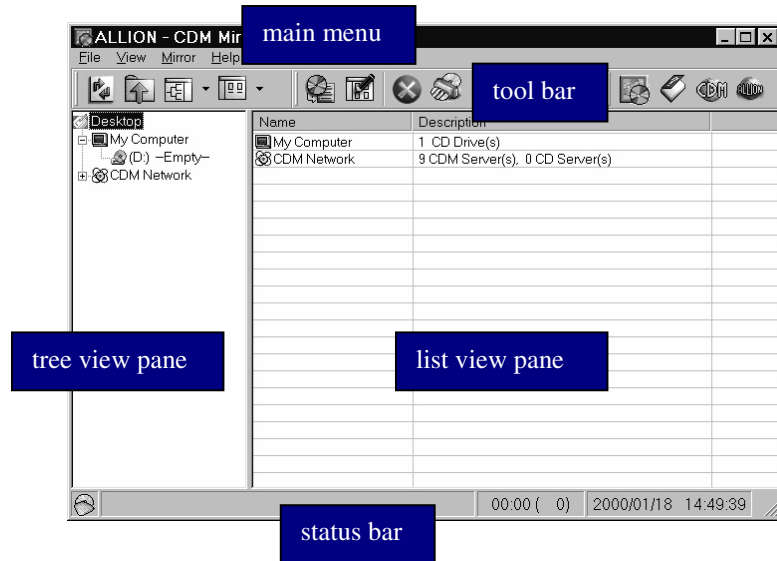 ALLION - CDM Mir
main menu
File View Mirror Help
tool bar
CDM ALLION
Desktop
My Computer
(D:) –Empty–
CDM Network
Name Description
My Computer 1 CD Drive(s)
CDM Network 9 CDM Server(s), 0 CD Server(s)
tree view pane
list view pane
00:00 ( 0) 2000/01/18 14:49:39
status bar